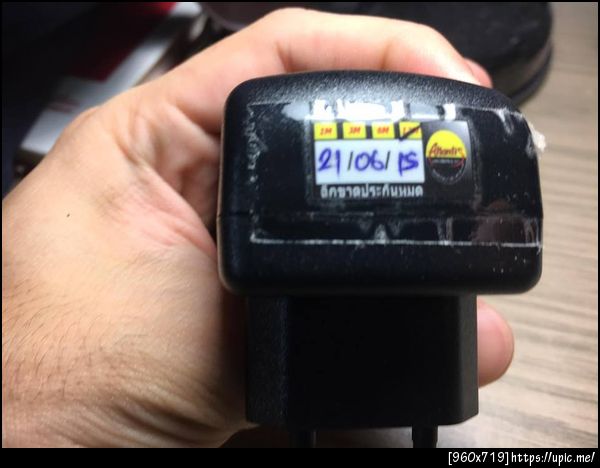 1M 3M 6M
21/06/15
ฉีกขาดประกันหมด
[960x719]https://upic.me/